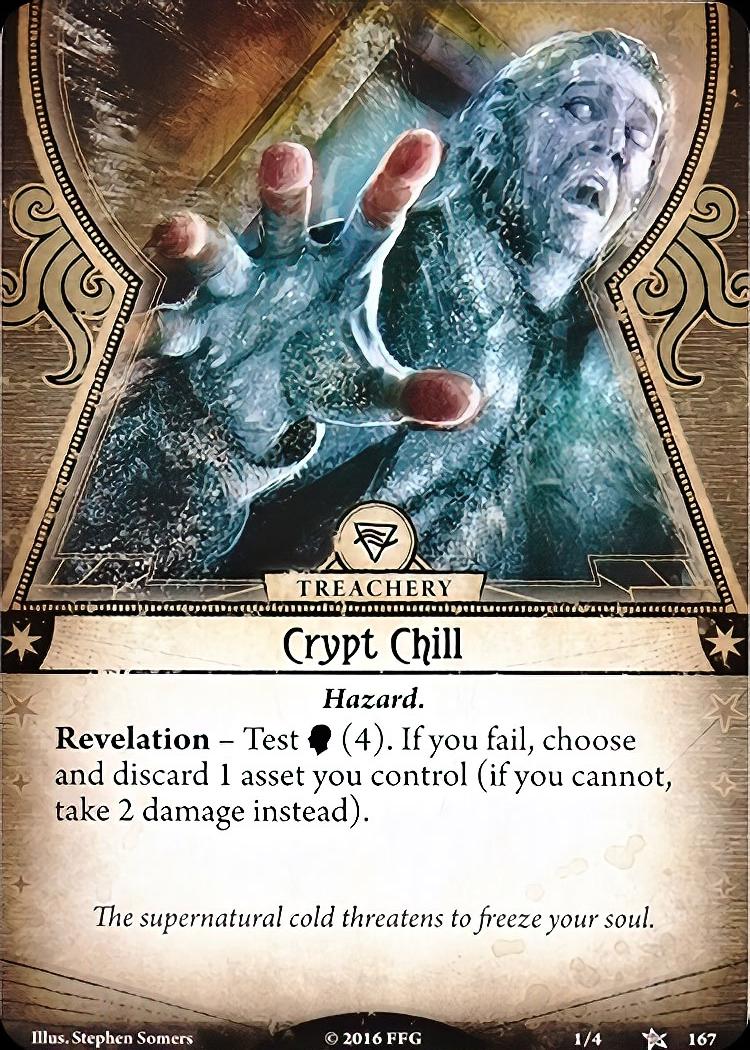 TREACHERY
Crypt Chill
Hazard.
Revelation – Test (4). If you fail, choose
and discard 1 asset you control (if you cannot,
take 2 damage instead).
The supernatural cold threatens to freeze your soul.
Illus. Stephen Somers © 2016 FFG 1/4 167